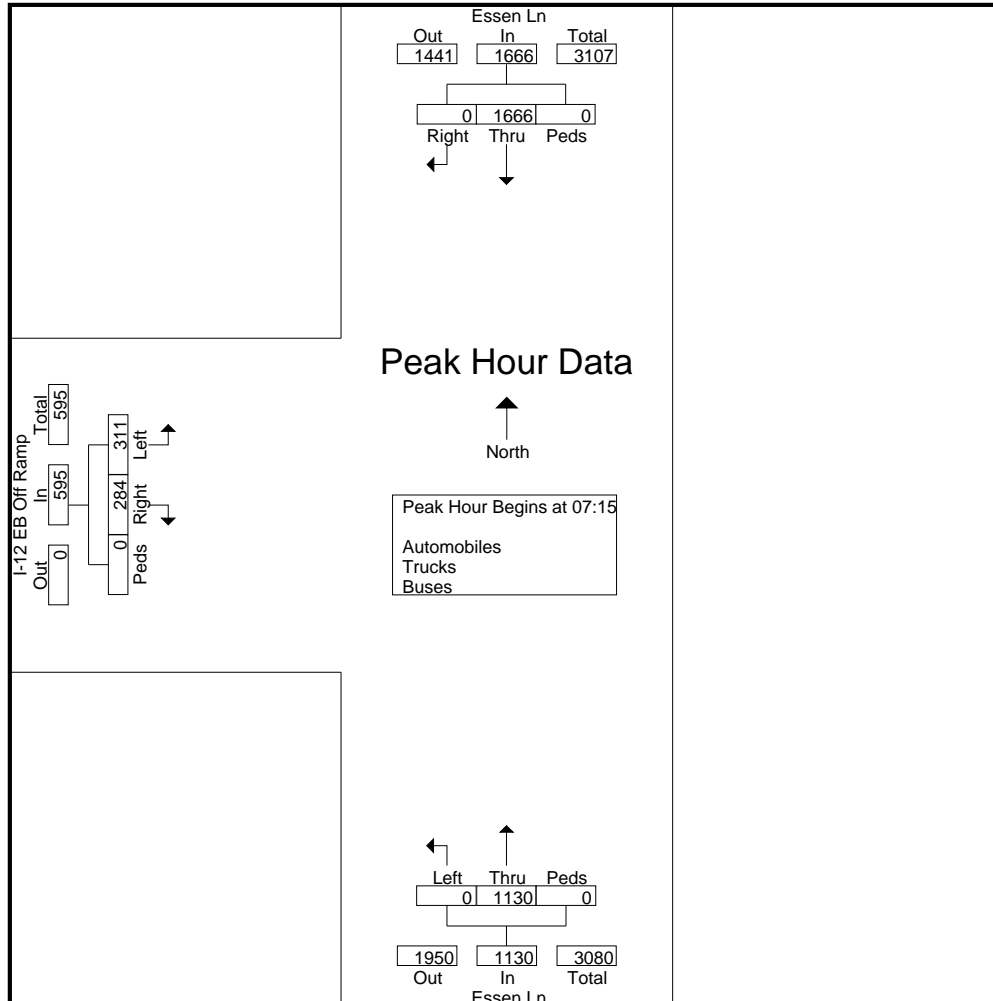 Essen Ln
Out In Total
1441 1666 3107
0 1666 0
Right Thru Peds
Peak Hour Data
North
Peak Hour Begins at 07:15
Automobiles
Trucks
Buses
I-12 EB Off Ramp
Out In Total
0 595 595
0 284 311
Peds Right Left
Left Thru Peds
0 1130 0
1950 1130 3080
Out In Total
Essen Ln